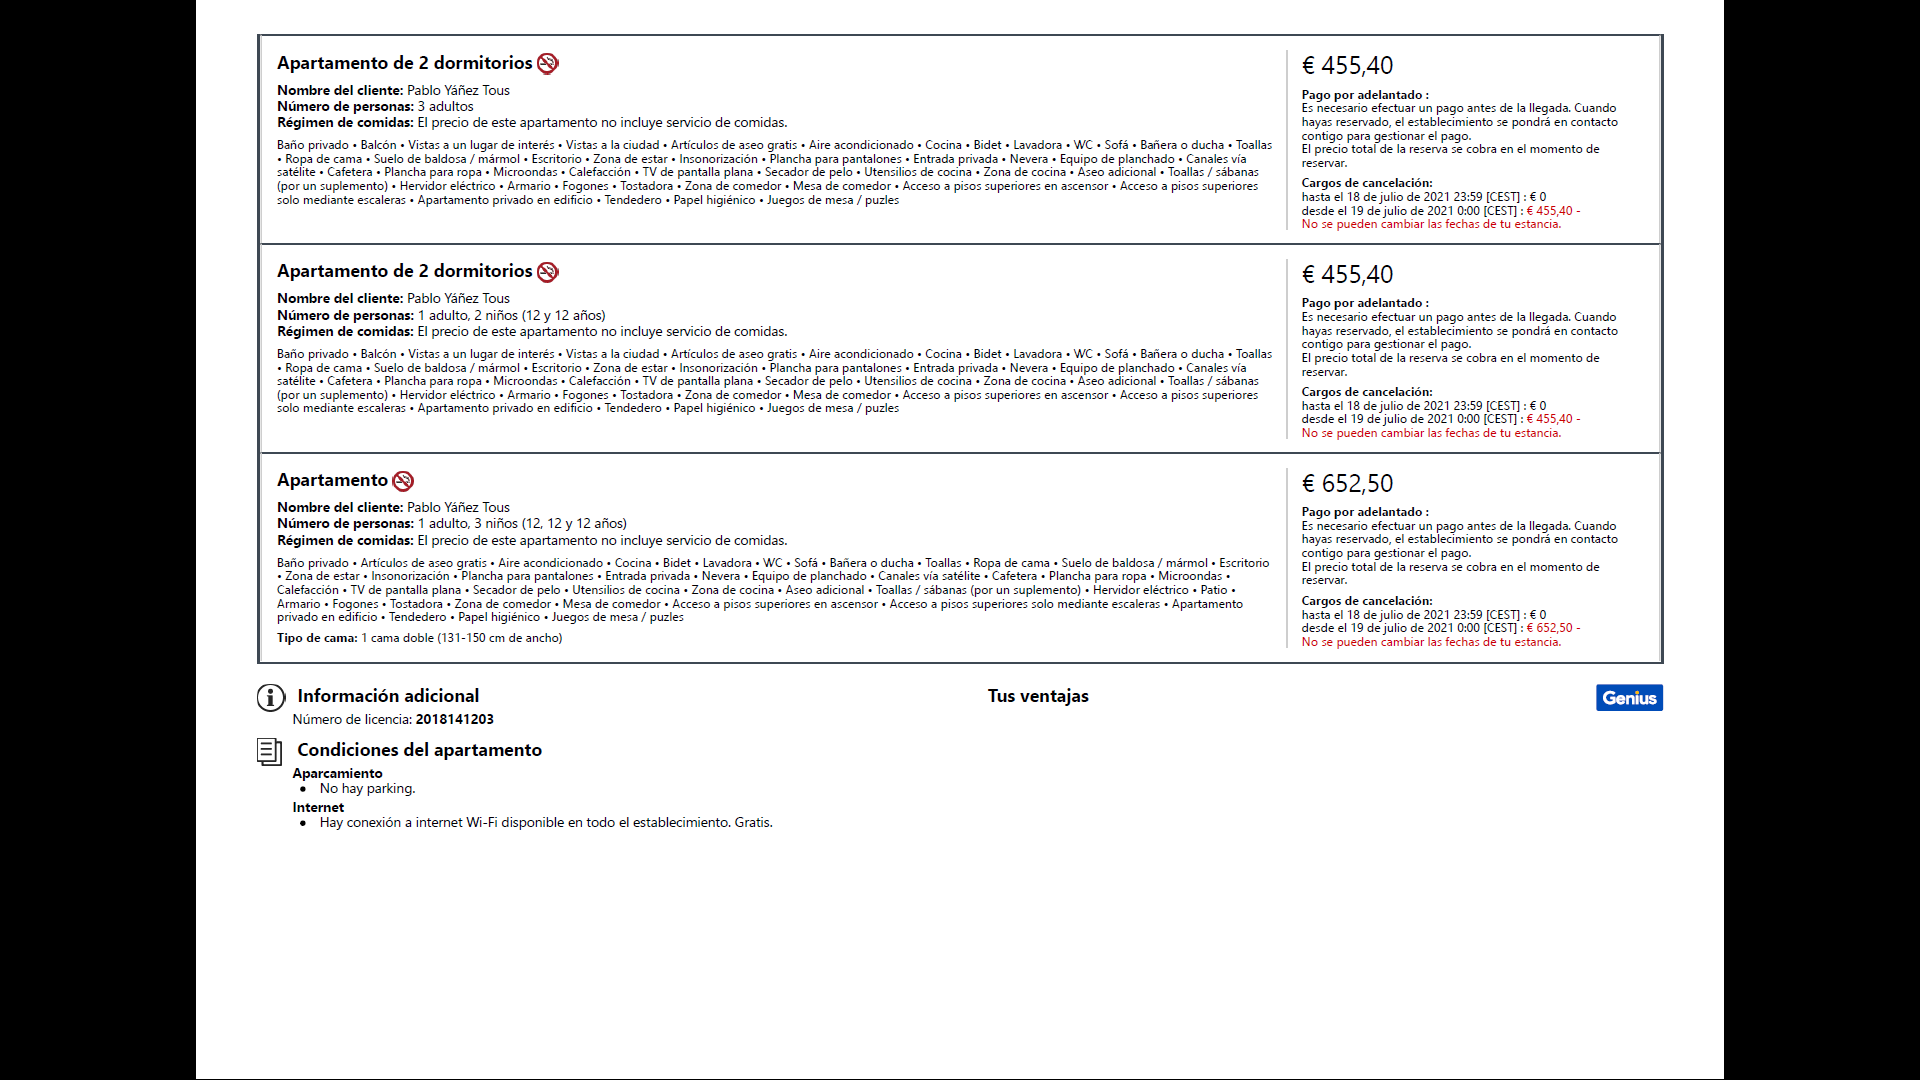 Apartamento de 2 dormitorios
Nombre del cliente: Pablo Yáñez Tous
Número de personas: 3 adultos
Régimen de comidas: El precio de este apartamento no incluye servicio de comidas.
Baño privado • Balcón • Vistas a un lugar de interés • Vistas a la ciudad • Artículos de aseo gratis • Aire acondicionado • Cocina • Bidet • Lavadora • WC • Sofá • Bañera o ducha • Toallas
• Ropa de cama • Suelo de baldosa / mármol • Escritorio • Zona de estar • Insonorización • Plancha para pantalones • Entrada privada • Nevera • Equipo de planchado • Canales vía
satélite • Cafetera • Plancha para ropa • Microondas • Calefacción • TV de pantalla plana • Secador de pelo • Utensilios de cocina • Zona de cocina • Aseo adicional • Toallas / sábanas
(por un suplemento) • Hervidor eléctrico • Armario • Fogones • Tostadora • Zona de comedor • Mesa de comedor • Acceso a pisos superiores en ascensor • Acceso a pisos superiores
solo mediante escaleras • Apartamento privado en edificio • Tendedero • Papel higiénico • Juegos de mesa / puzles
€ 455,40
Pago por adelantado :
Es necesario efectuar un pago antes de la llegada. Cuando
hayas reservado, el establecimiento se pondrá en contacto
contigo para gestionar el pago.
El precio total de la reserva se cobra en el momento de
reservar.
Cargos de cancelación:
hasta el 18 de julio de 2021 23:59 [CEST] : € 0
desde el 19 de julio de 2021 0:00 [CEST] : € 455,40 -
No se pueden cambiar las fechas de tu estancia.
Apartamento de 2 dormitorios
Nombre del cliente: Pablo Yáñez Tous
Número de personas: 1 adulto, 2 niños (12 y 12 años)
Régimen de comidas: El precio de este apartamento no incluye servicio de comidas.
Baño privado • Balcón • Vistas a un lugar de interés • Vistas a la ciudad • Artículos de aseo gratis • Aire acondicionado • Cocina • Bidet • Lavadora • WC • Sofá • Bañera o ducha • Toallas
• Ropa de cama • Suelo de baldosa / mármol • Escritorio • Zona de estar • Insonorización • Plancha para pantalones • Entrada privada • Nevera • Equipo de planchado • Canales vía
satélite • Cafetera • Plancha para ropa • Microondas • Calefacción • TV de pantalla plana • Secador de pelo • Utensilios de cocina • Zona de cocina • Aseo adicional • Toallas / sábanas
(por un suplemento) • Hervidor eléctrico • Armario • Fogones • Tostadora • Zona de comedor • Mesa de comedor • Acceso a pisos superiores en ascensor • Acceso a pisos superiores
solo mediante escaleras • Apartamento privado en edificio • Tendedero • Papel higiénico • Juegos de mesa / puzles
€ 455,40
Pago por adelantado :
Es necesario efectuar un pago antes de la llegada. Cuando
hayas reservado, el establecimiento se pondrá en contacto
contigo para gestionar el pago.
El precio total de la reserva se cobra en el momento de
reservar.
Cargos de cancelación:
hasta el 18 de julio de 2021 23:59 [CEST] : € 0
desde el 19 de julio de 2021 0:00 [CEST] : € 455,40 -
No se pueden cambiar las fechas de tu estancia.
Apartamento
Nombre del cliente: Pablo Yáñez Tous
Número de personas: 1 adulto, 3 niños (12, 12 y 12 años)
Régimen de comidas: El precio de este apartamento no incluye servicio de comidas.
Baño privado • Artículos de aseo gratis • Aire acondicionado • Cocina • Bidet • Lavadora • WC • Sofá • Bañera o ducha • Toallas • Ropa de cama • Suelo de baldosa / mármol • Escritorio
• Zona de estar • Insonorización • Plancha para pantalones • Entrada privada • Nevera • Equipo de planchado • Canales vía satélite • Cafetera • Plancha para ropa • Microondas •
Calefacción • TV de pantalla plana • Secador de pelo • Utensilios de cocina • Zona de cocina • Aseo adicional • Toallas / sábanas (por un suplemento) • Hervidor eléctrico • Patio •
Armario • Fogones • Tostadora • Zona de comedor • Mesa de comedor • Acceso a pisos superiores en ascensor • Acceso a pisos superiores solo mediante escaleras • Apartamento
privado en edificio • Tendedero • Papel higiénico • Juegos de mesa / puzles
Tipo de cama: 1 cama doble (131-150 cm de ancho)
€ 652,50
Pago por adelantado :
Es necesario efectuar un pago antes de la llegada. Cuando
hayas reservado, el establecimiento se pondrá en contacto
contigo para gestionar el pago.
El precio total de la reserva se cobra en el momento de
reservar.
Cargos de cancelación:
hasta el 18 de julio de 2021 23:59 [CEST] : € 0
desde el 19 de julio de 2021 0:00 [CEST] : € 652,50 -
No se pueden cambiar las fechas de tu estancia.
Información adicional
Número de licencia: 2018141203
Tus ventajas
Genius
Condiciones del apartamento
Aparcamiento
• No hay parking.
Internet
• Hay conexión a internet Wi-Fi disponible en todo el establecimiento. Gratis.